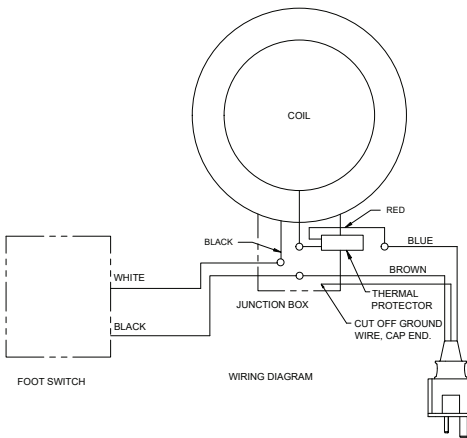 COIL
RED
BLACK
BLUE
WHITE
BROWN
JUNCTION BOX
THERMAL
PROTECTOR
BLACK
CUT OFF GROUND
WIRE, CAP END.
FOOT SWITCH
WIRING DIAGRAM